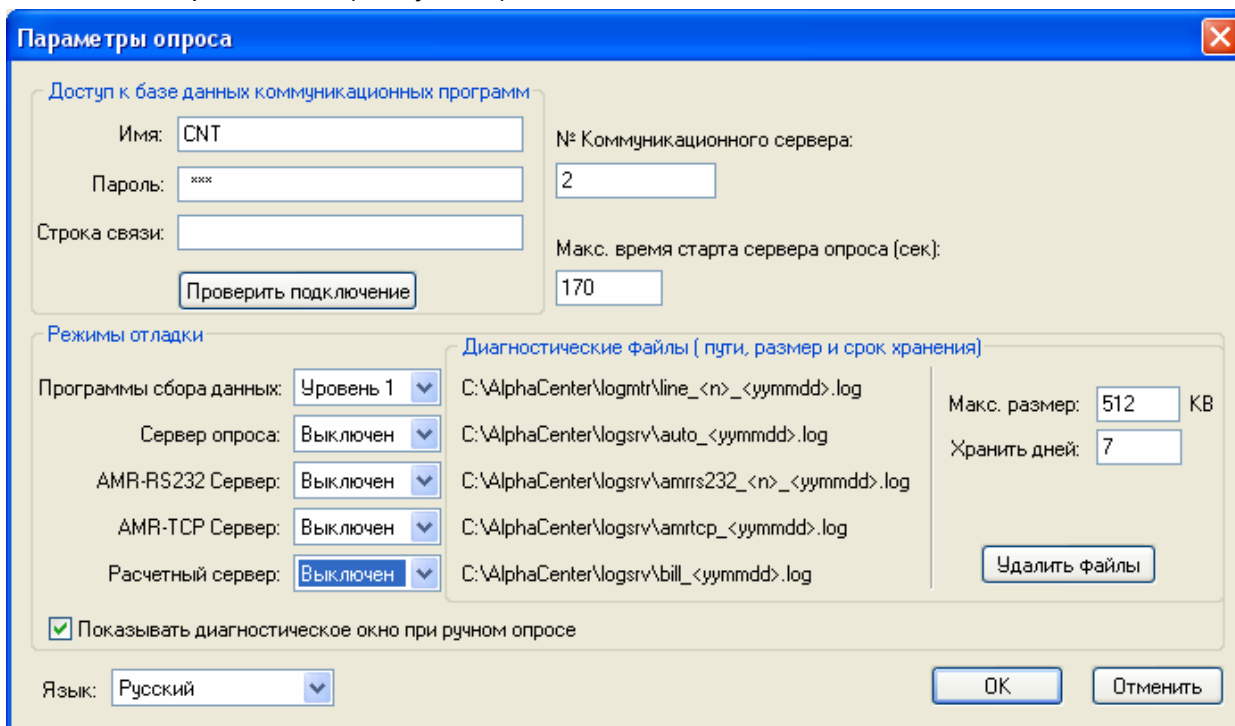 Параметры опроса
Доступ к базе данных коммуникационных программ
Имя: CNT
Пароль: ***
Строка связи:
Проверить подключение
№ Коммуникационного сервера:
2
Макс. время старта сервера опроса (сек):
170
Режимы отладки
Диагностические файлы ( пути, размер и срок хранения)
Программы сбора данных: Уровень 1 C:\AlphaCenter\logmtr\line_<n>_<yymmdd>.log
Сервер опроса: Выключен C:\AlphaCenter\logsrv\auto_<yymmdd>.log
AMR-RS232 Сервер: Выключен C:\AlphaCenter\logsrv\amrrs232_<n>_<yymmdd>.log
AMR-TCP Сервер: Выключен C:\AlphaCenter\logsrv\amrtcp_<yymmdd>.log
Расчетный сервер: Выключен C:\AlphaCenter\logsrv\bill_<yymmdd>.log
Макс. размер: 512 KB
Хранить дней: 7
Удалить файлы
Показывать диагностическое окно при ручном опросе
Язык: Русский
OK
Отменить